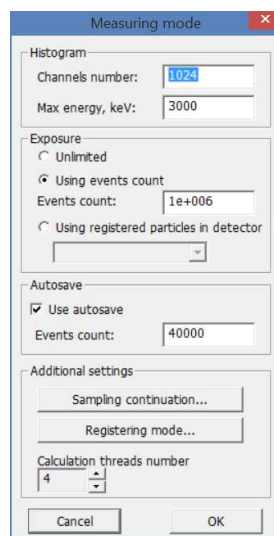 Measuring mode
Histogram
Channels number: 1024
Max energy, keV: 3000
Exposure
Unlimited
Using events count
Events count: 1e+006
Using registered particles in detector
Autosave
Use autosave
Events count: 40000
Additional settings
Sampling continuation...
Registering mode...
Calculation threads number
4
Cancel OK